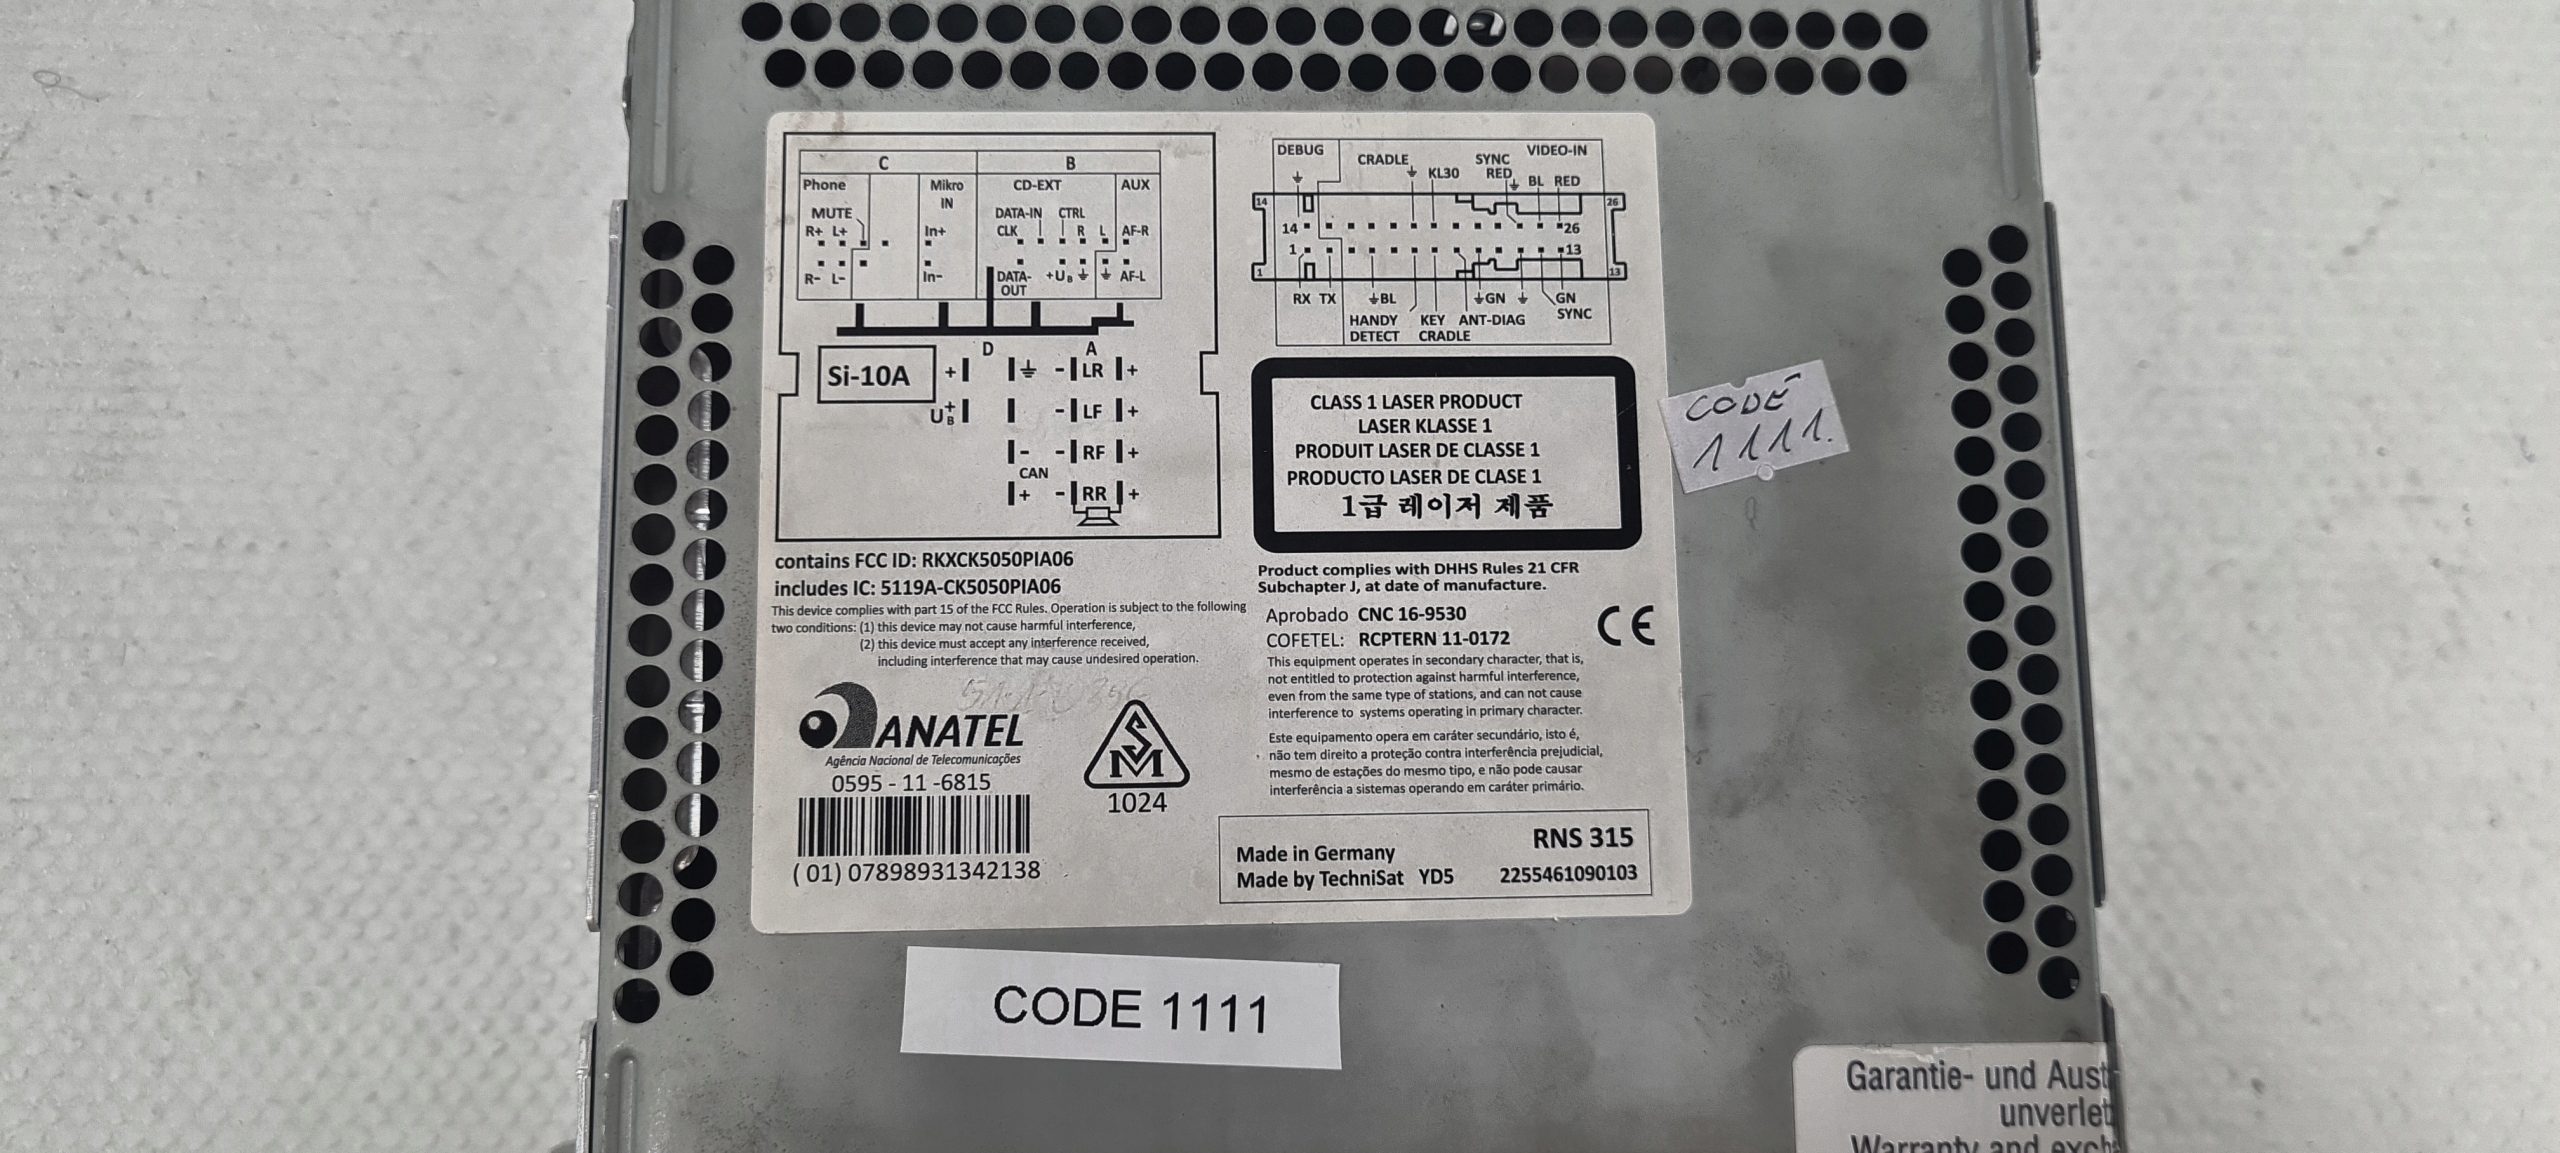 C B
Phone Mikro IN CD-EXT AUX
MUTE DATA-IN CTRL
R+ L+ In+ CLK R L AF-R
R- L- In- DATA-OUT +UB AF-L
D A
Si-10A + - LR +
UB+ - LF +
- - RF +
CAN
+ - RR +
DEBUG CRADLE KL30 SYNC RED VIDEO-IN BL RED
14 26
14 26
1 13
1 13
RX TX BL GN GN SYNC
HANDY DETECT KEY CRADLE ANT-DIAG
CLASS 1 LASER PRODUCT
LASER KLASSE 1
PRODUIT LASER DE CLASSE 1
PRODUCTO LASER DE CLASE 1
1급 레이저 제품
CODE
1111.
contains FCC ID: RKXCK5050PIA06
includes IC: 5119A-CK5050PIA06
This device complies with part 15 of the FCC Rules. Operation is subject to the following
two conditions: (1) this device may not cause harmful interference,
(2) this device must accept any interference received,
including interference that may cause undesired operation.
ANATEL
Agência Nacional de Telecomunicações
0595 - 11 -6815
(01) 07898931342138
SM
1024
Product complies with DHHS Rules 21 CFR
Subchapter J, at date of manufacture.
Aprobado CNC 16-9530
COFETEL: RCPTERN 11-0172
CE
This equipment operates in secondary character, that is,
not entitled to protection against harmful interference,
even from the same type of stations, and can not cause
interference to systems operating in primary character.
Este equipamento opera em caráter secundário, isto é,
não tem direito a proteção contra interferência prejudicial,
mesmo de estações do mesmo tipo, e não pode causar
interferência a sistemas operando em caráter primário.
RNS 315
Made in Germany
Made by TechniSat YD5 2255461090103
CODE 1111
Garantie- und Aust
unverlet
Warranty and exch